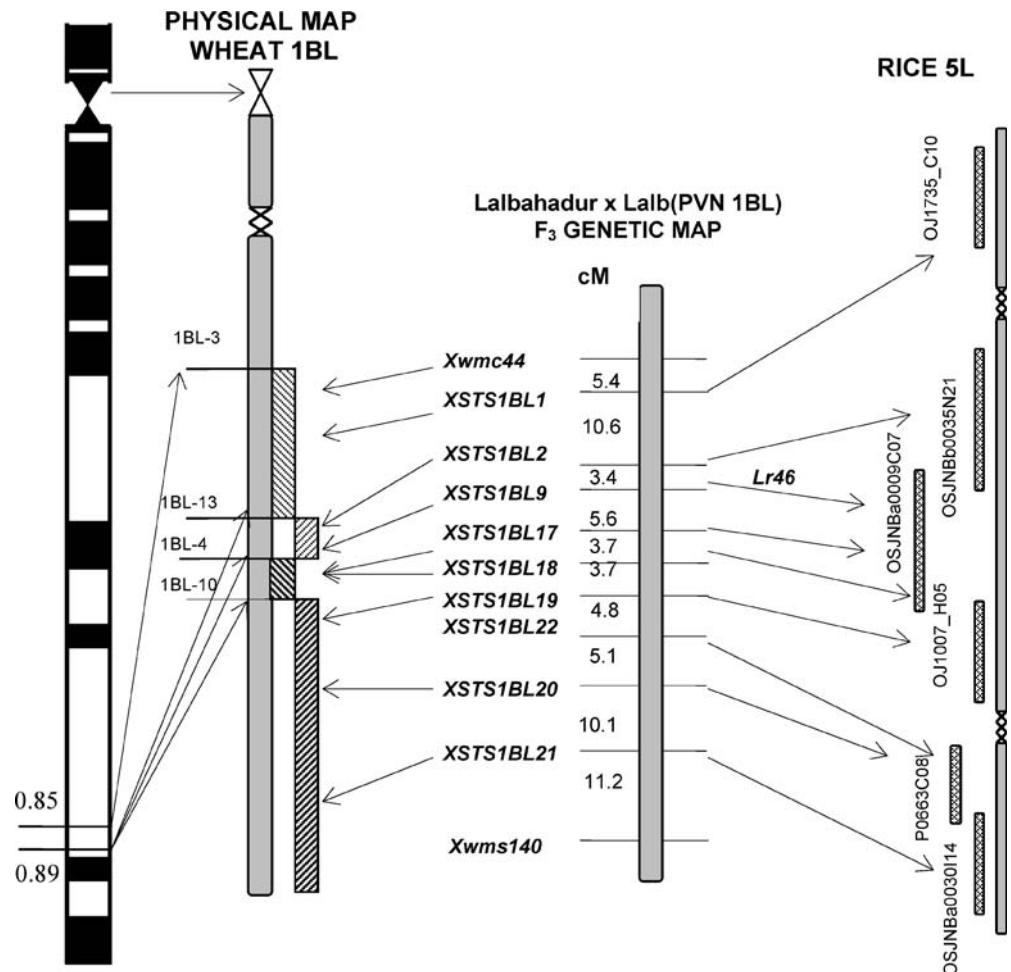 PHYSICAL MAP
WHEAT 1BL
RICE 5L
Lalbahadur x Lalb(PVN 1BL)
F₃ GENETIC MAP
cM
1BL-3
1BL-13
1BL-4
1BL-10
0.85
0.89
Xwmc44
XSTS1BL1
XSTS1BL2
XSTS1BL9
XSTS1BL17
XSTS1BL18
XSTS1BL19
XSTS1BL22
XSTS1BL20
XSTS1BL21
Xwms140
5.4
10.6
3.4
5.6
3.7
3.7
4.8
5.1
10.1
11.2
Lr46
OJ1735_C10
OSJNBb0035N21
OSJNBa0009C07
OJ1007_H05
P0663C08
OSJNBa0030I14